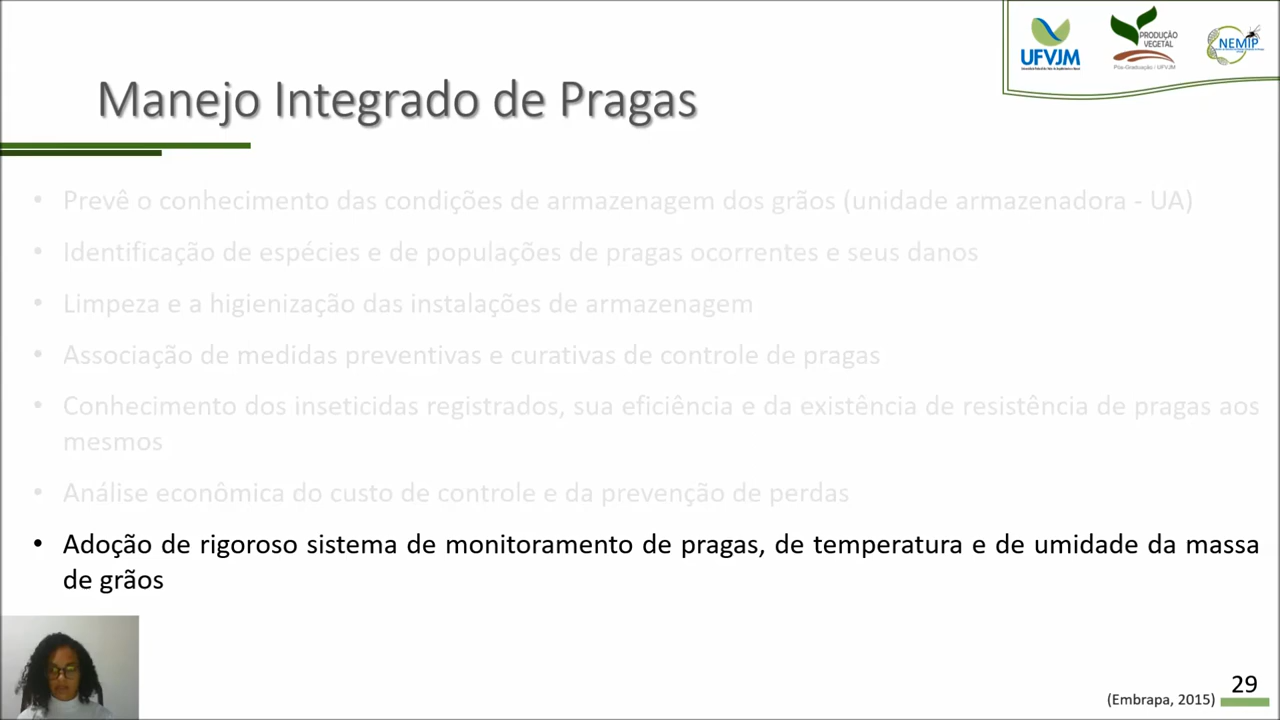 UFVJM
PRODUÇÃO
VEGETAL
Pós-Graduação / UFVJM
NEMIP
Manejo Integrado de Pragas
• Prevê o conhecimento das condições de armazenagem dos grãos (unidade armazenadora - UA)
• Identificação de espécies e de populações de pragas ocorrentes e seus danos
• Limpeza e a higienização das instalações de armazenagem
• Associação de medidas preventivas e curativas de controle de pragas
• Conhecimento dos inseticidas registrados, sua eficiência e da existência de resistência de pragas aos
mesmos
• Análise econômica do custo de controle e da prevenção de perdas
• Adoção de rigoroso sistema de monitoramento de pragas, de temperatura e de umidade da massa
de grãos
29
(Embrapa, 2015)